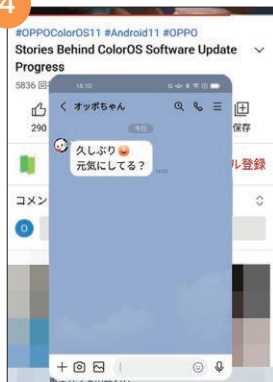 4
#OPPOColorOS11 #Android11 #OPPO
Stories Behind ColorOS Software Update
Progress
5836 回
18:10
オッポちゃん
290
保存
今日
久しぶり😄
元気にしてる？
ル登録
コメン
O